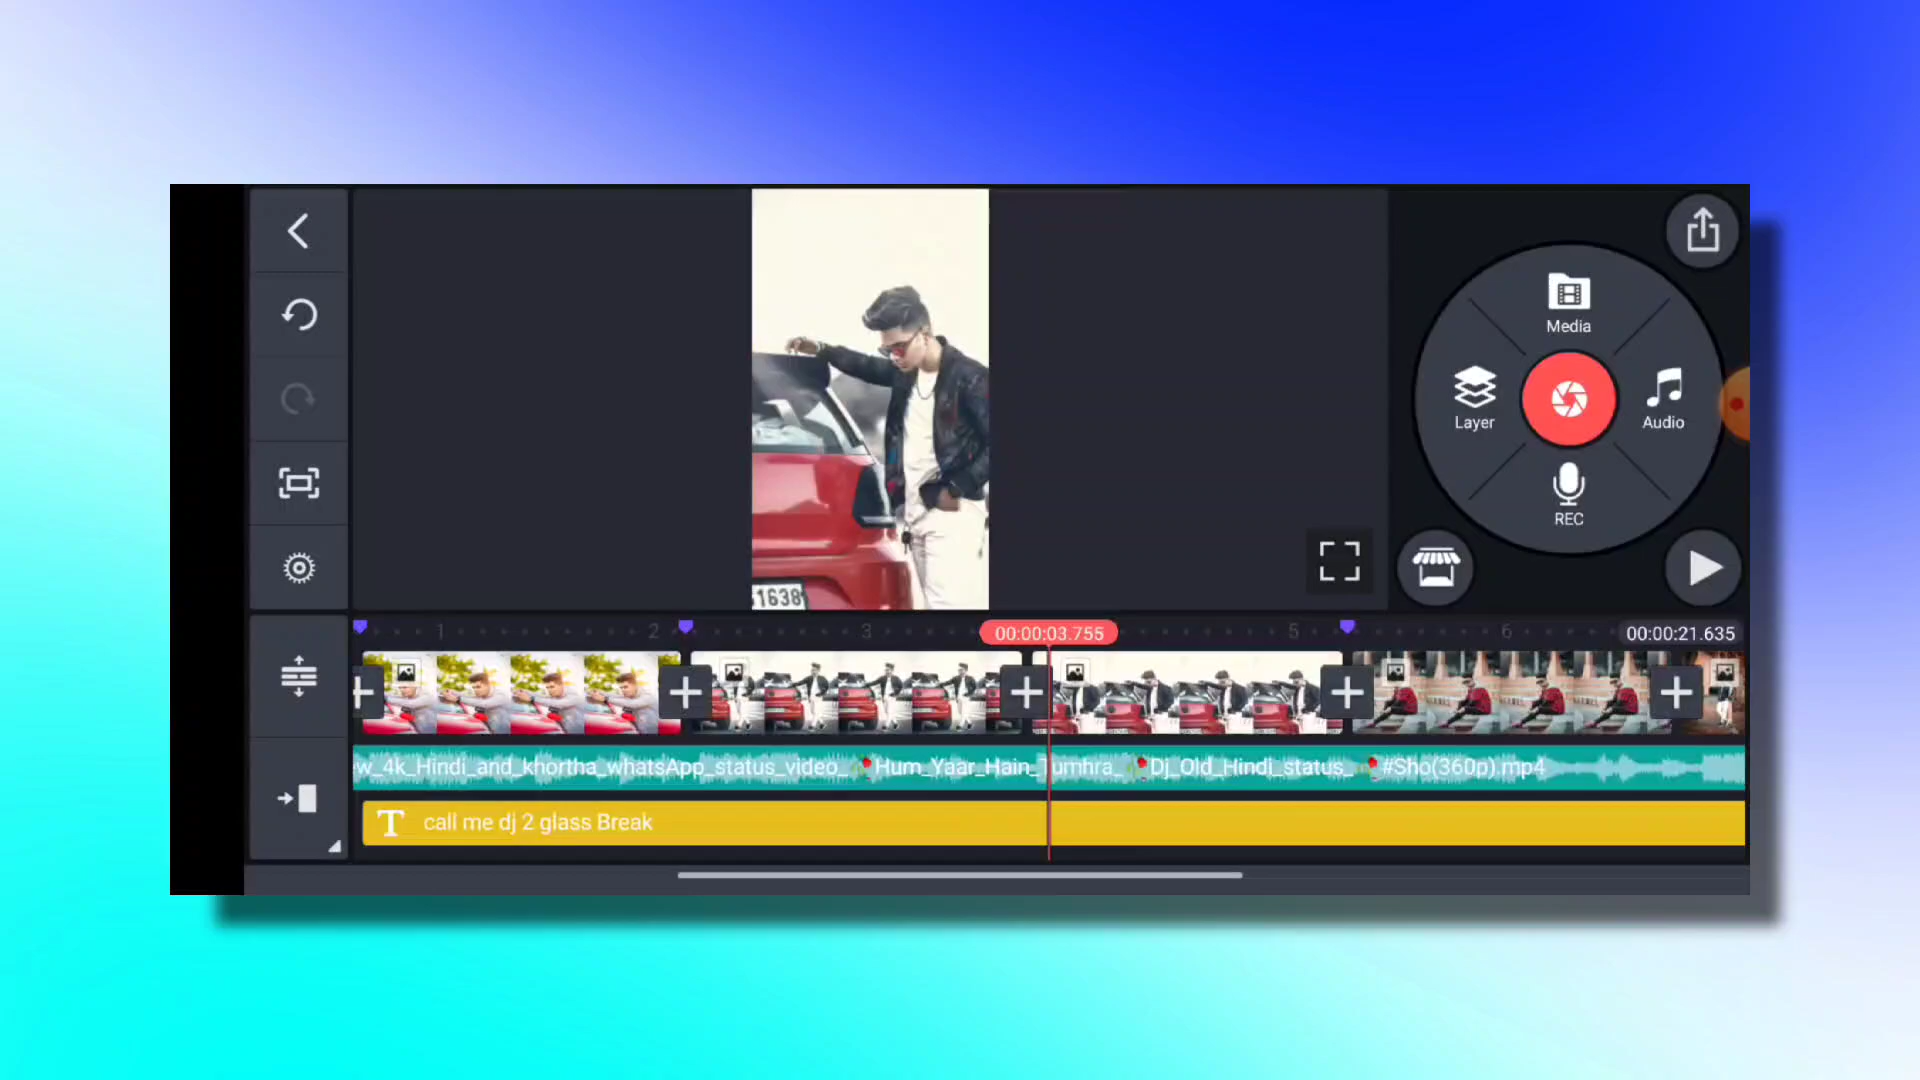 Media
Layer
Audio
REC
1638
1
2
3
00:00:03.755
5
6
00:00:21.635
w_4k_Hindi_and_khortha_whatsApp_status_video_🌹Hum_Yaar_Hain_Tumhra_🌹Dj_Old_Hindi_status_🌹#Sho(360p).mp4
T call me dj 2 glass Break